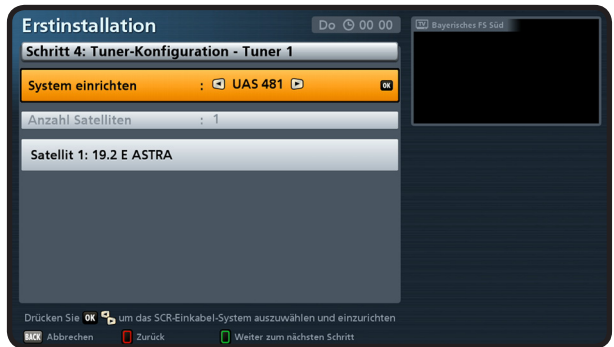 Erstinstallation
Do 00 00
TV Bayerisches FS Süd
Schritt 4: Tuner-Konfiguration - Tuner 1
System einrichten : UAS 481 OK
Anzahl Satelliten : 1
Satellit 1: 19.2 E ASTRA
Drücken Sie OK um das SCR-Einkabel-System auszuwählen und einzurichten
BACK Abbrechen Zurück Weiter zum nächsten Schritt